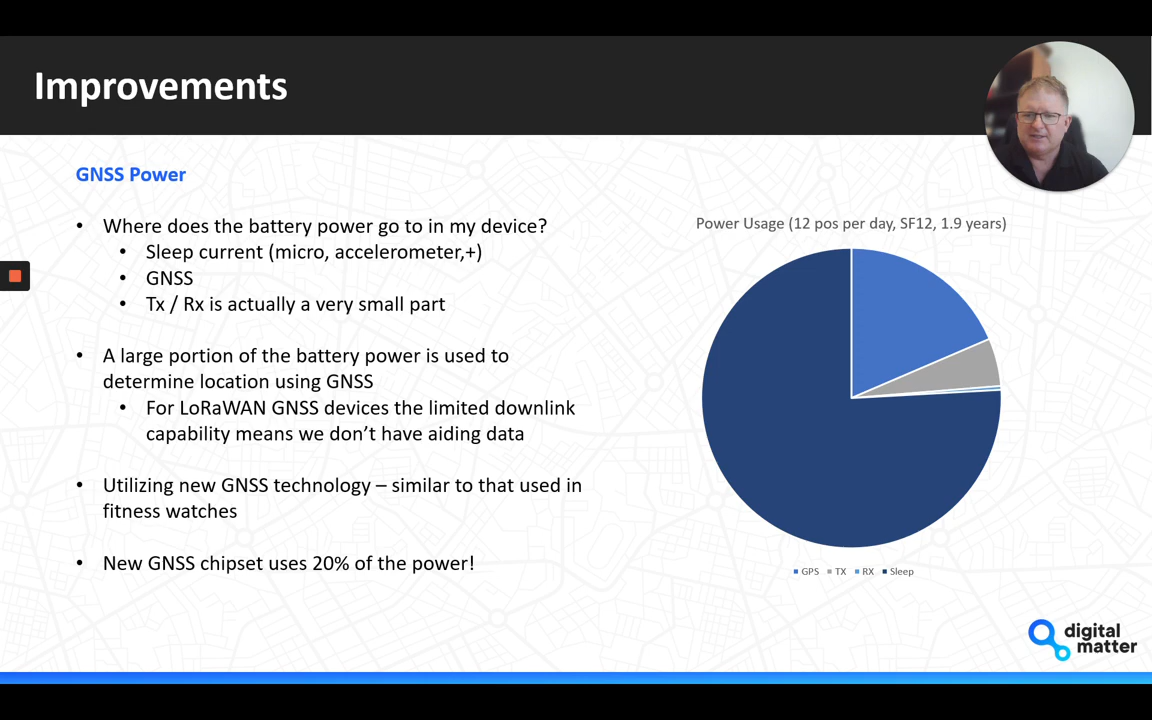 Improvements
GNSS Power
• Where does the battery power go to in my device?
• Sleep current (micro, accelerometer,+)
• GNSS
• Tx / Rx is actually a very small part
• A large portion of the battery power is used to
determine location using GNSS
• For LoRaWAN GNSS devices the limited downlink
capability means we don't have aiding data
• Utilizing new GNSS technology – similar to that used in
fitness watches
• New GNSS chipset uses 20% of the power!
Power Usage (12 pos per day, SF12, 1.9 years)
GPS TX RX Sleep
digital
matter